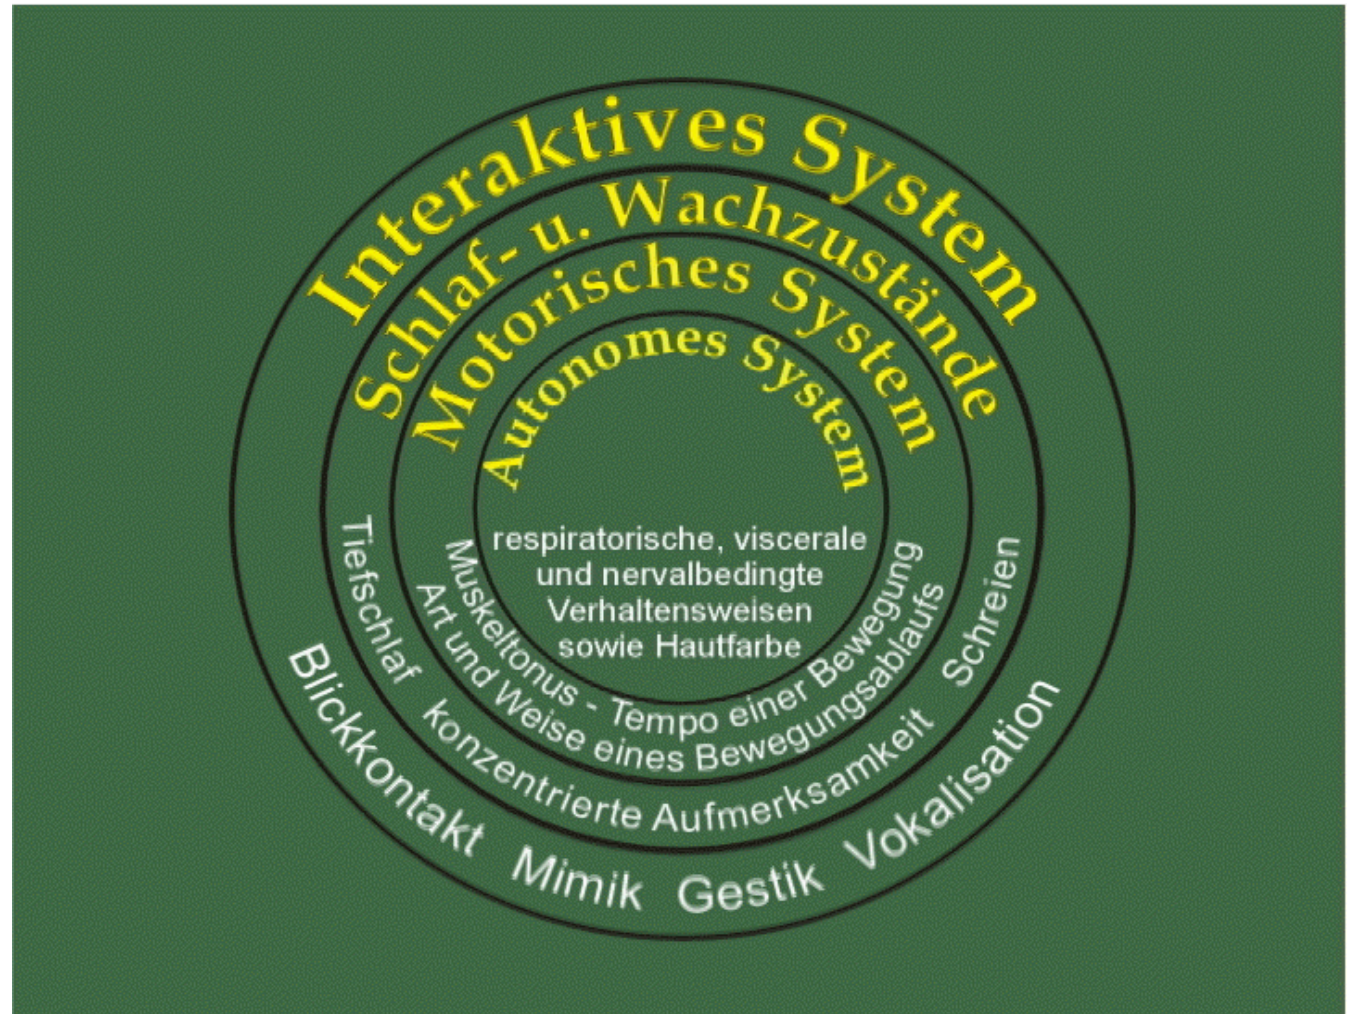 Interaktives System
Schlaf- u. Wachzustände
Motorisches System
Autonomes System
respiratorische, viscerale
und nervalbedingte
Verhaltensweisen
sowie Hautfarbe
Muskeltonus - Tempo einer Bewegung
Art und Weise eines Bewegungsablaufs
Tiefschlaf konzentrierte Aufmerksamkeit Schreien
Blickkontakt Mimik Gestik Vokalisation